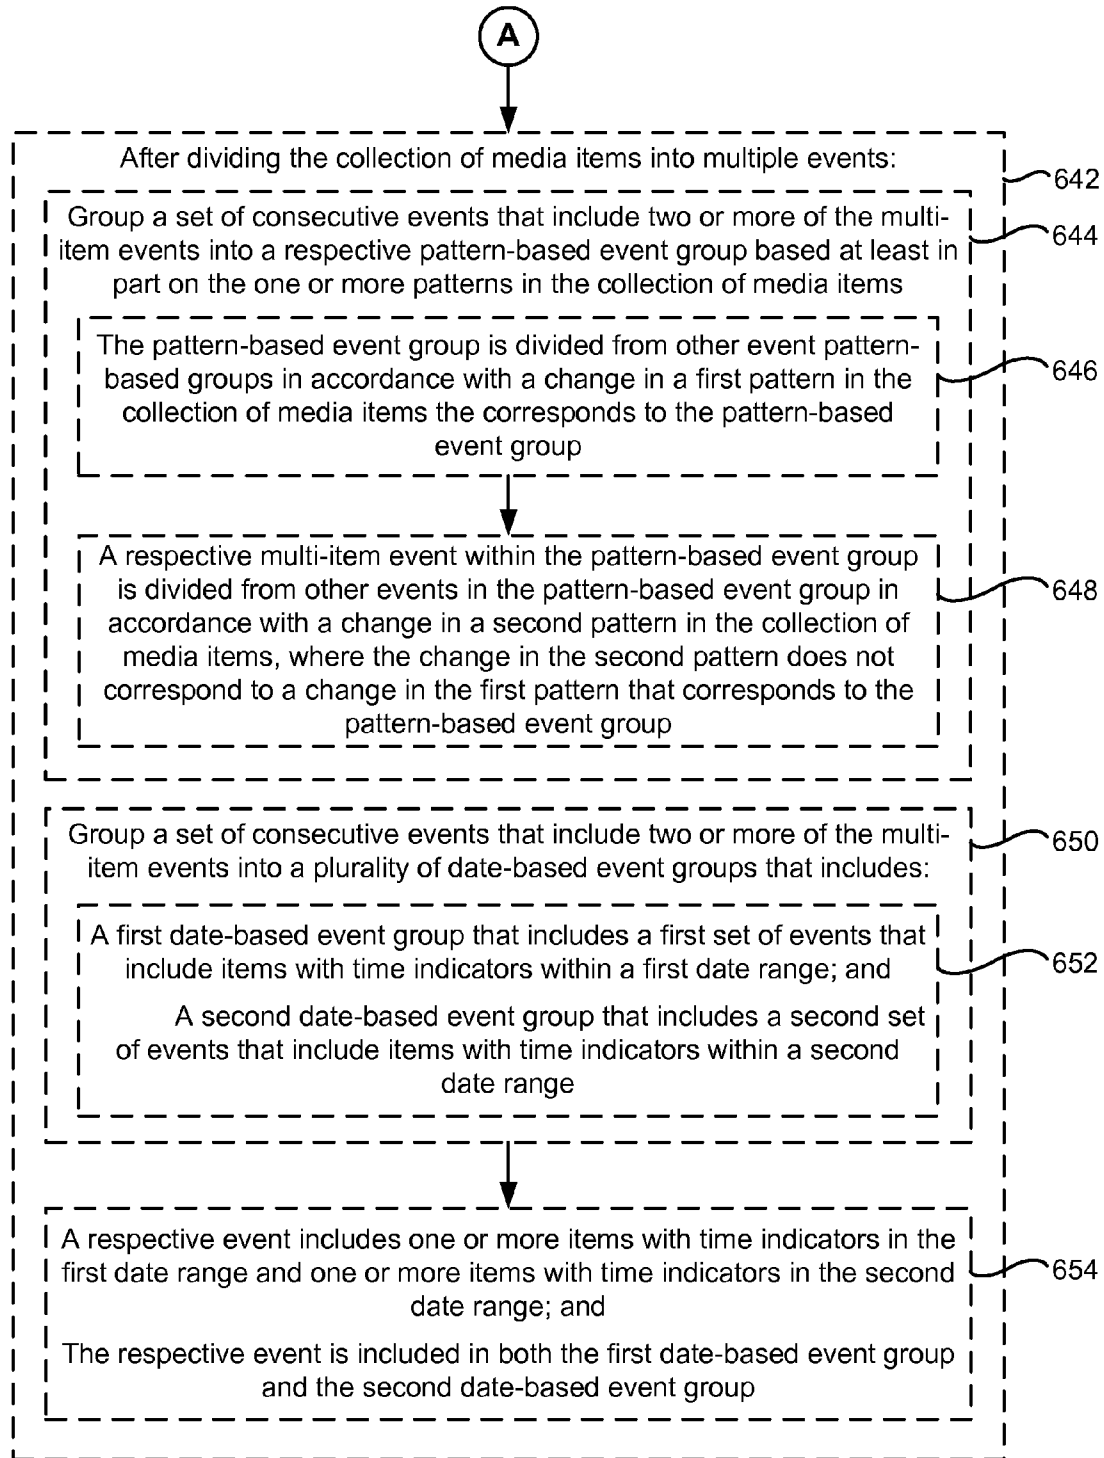 A
After dividing the collection of media items into multiple events:
642
Group a set of consecutive events that include two or more of the multi-
item events into a respective pattern-based event group based at least in
part on the one or more patterns in the collection of media items
644
The pattern-based event group is divided from other event pattern-
based groups in accordance with a change in a first pattern in the
collection of media items the corresponds to the pattern-based
event group
646
A respective multi-item event within the pattern-based event group
is divided from other events in the pattern-based event group in
accordance with a change in a second pattern in the collection of
media items, where the change in the second pattern does not
correspond to a change in the first pattern that corresponds to the
pattern-based event group
648
Group a set of consecutive events that include two or more of the multi-
item events into a plurality of date-based event groups that includes:
650
A first date-based event group that includes a first set of events that
include items with time indicators within a first date range; and
652
A second date-based event group that includes a second set
of events that include items with time indicators within a second
date range
A respective event includes one or more items with time indicators in the
first date range and one or more items with time indicators in the second
date range; and
654
The respective event is included in both the first date-based event group
and the second date-based event group